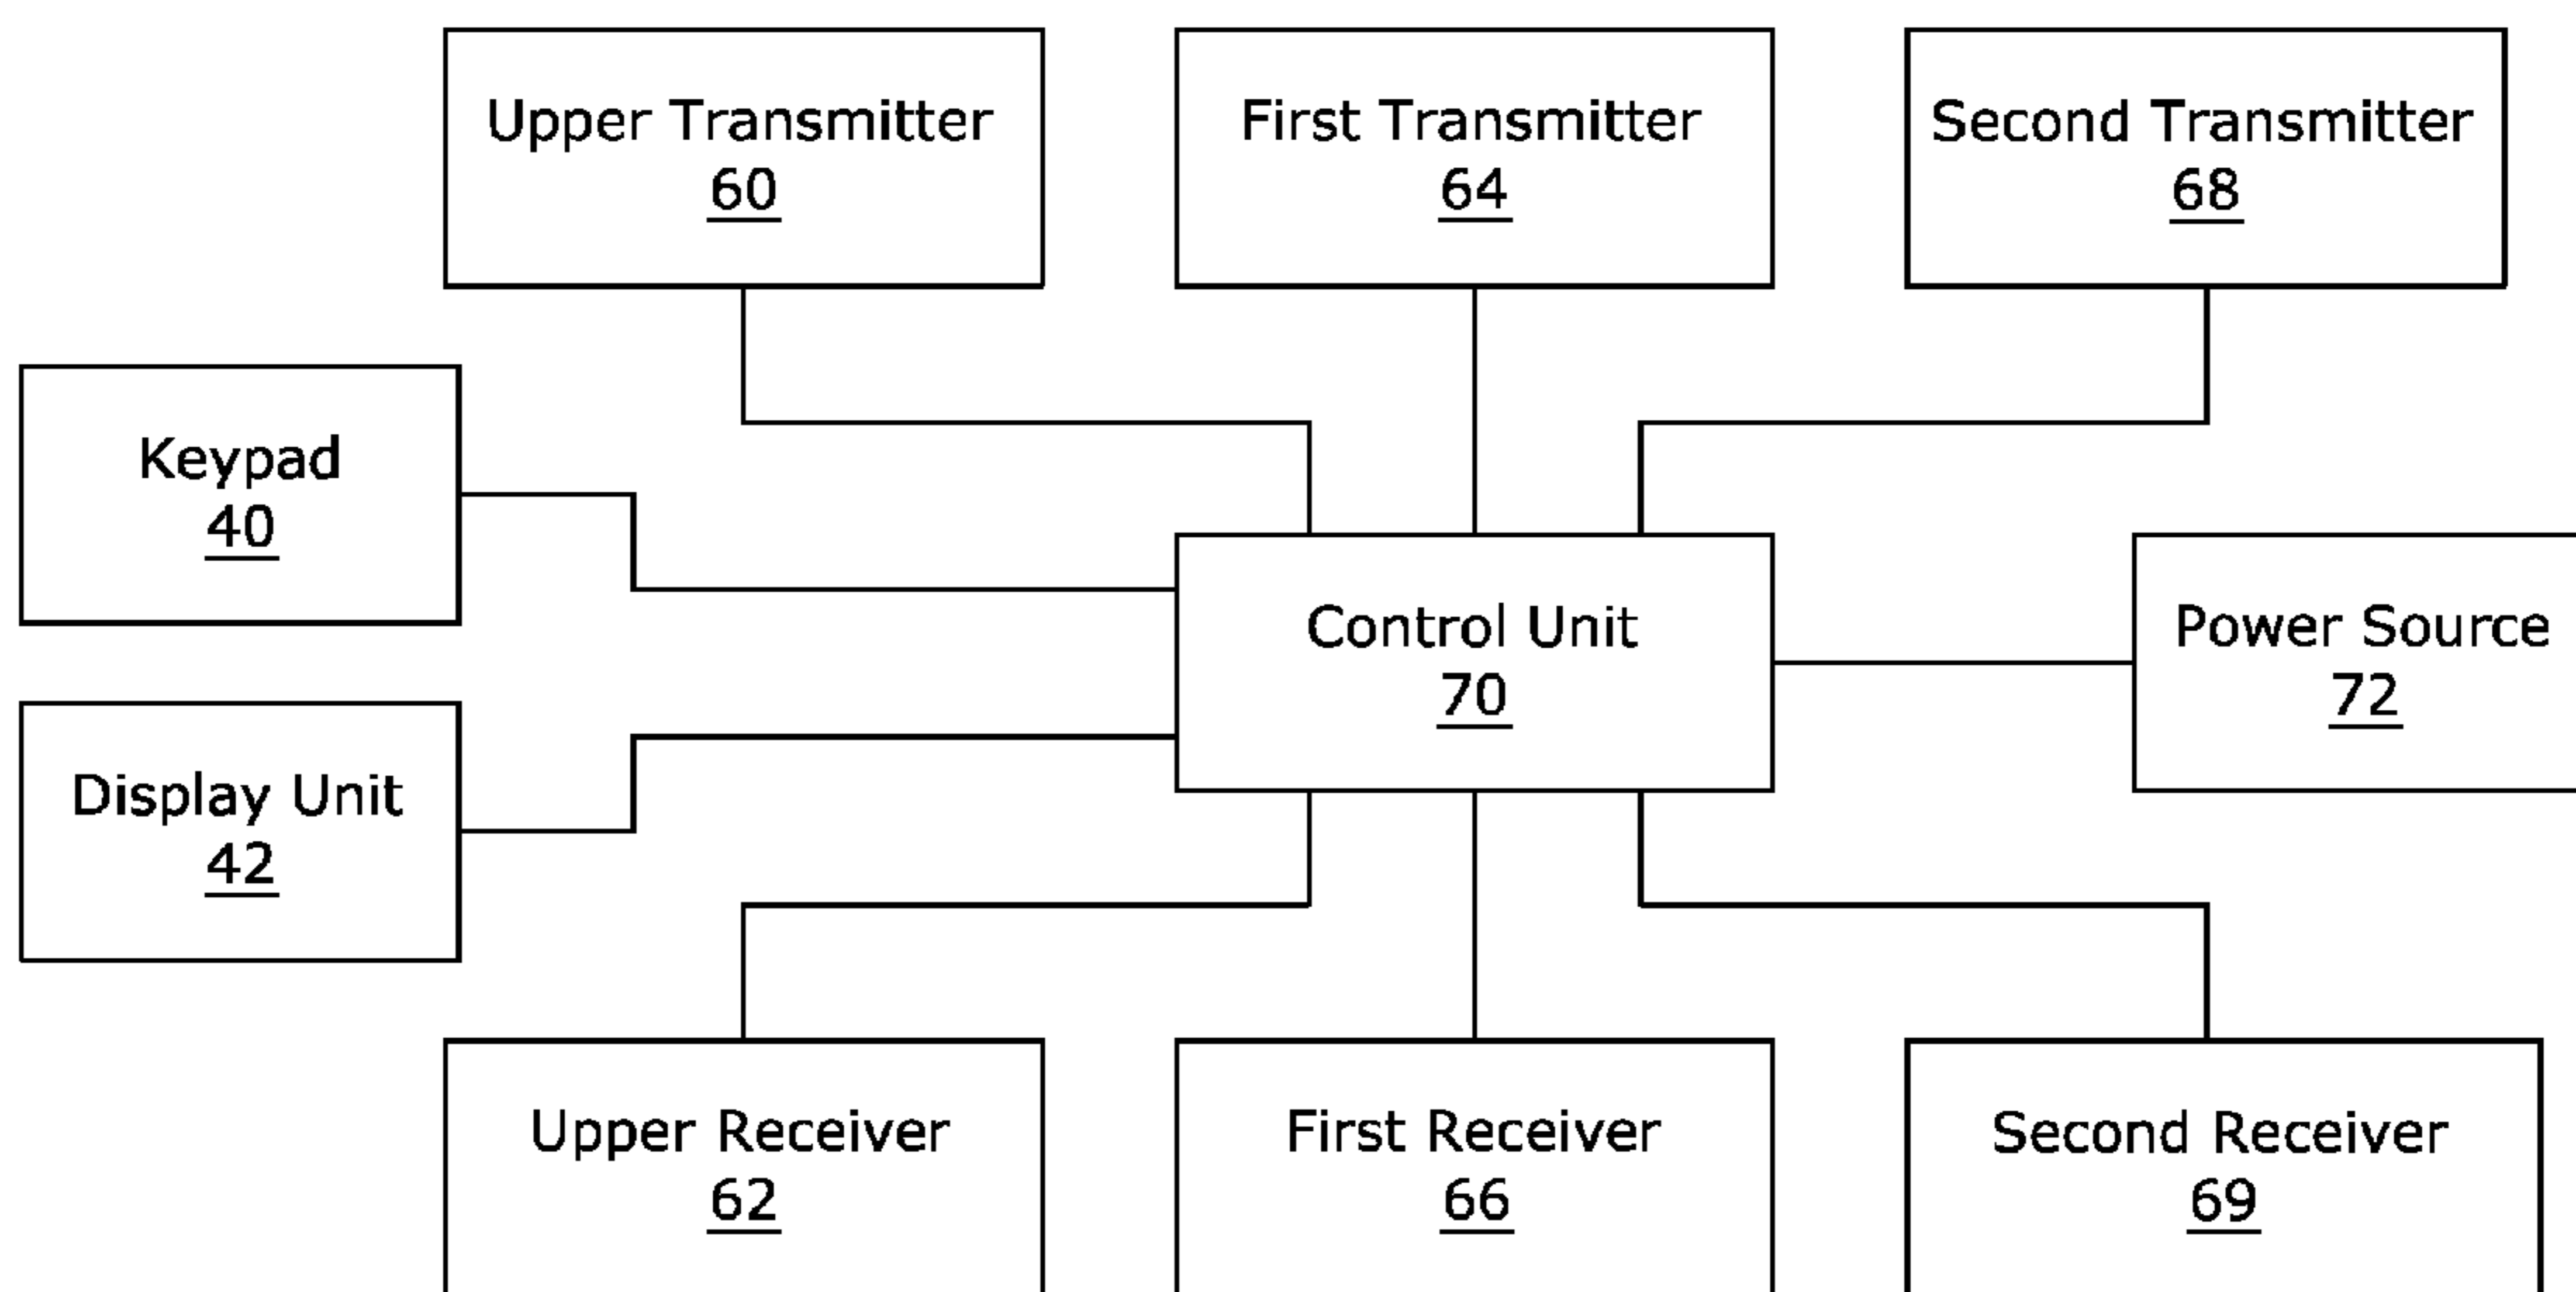 Upper Transmitter
60
First Transmitter
64
Second Transmitter
68
Keypad
40
Control Unit
70
Power Source
72
Display Unit
42
Upper Receiver
62
First Receiver
66
Second Receiver
69